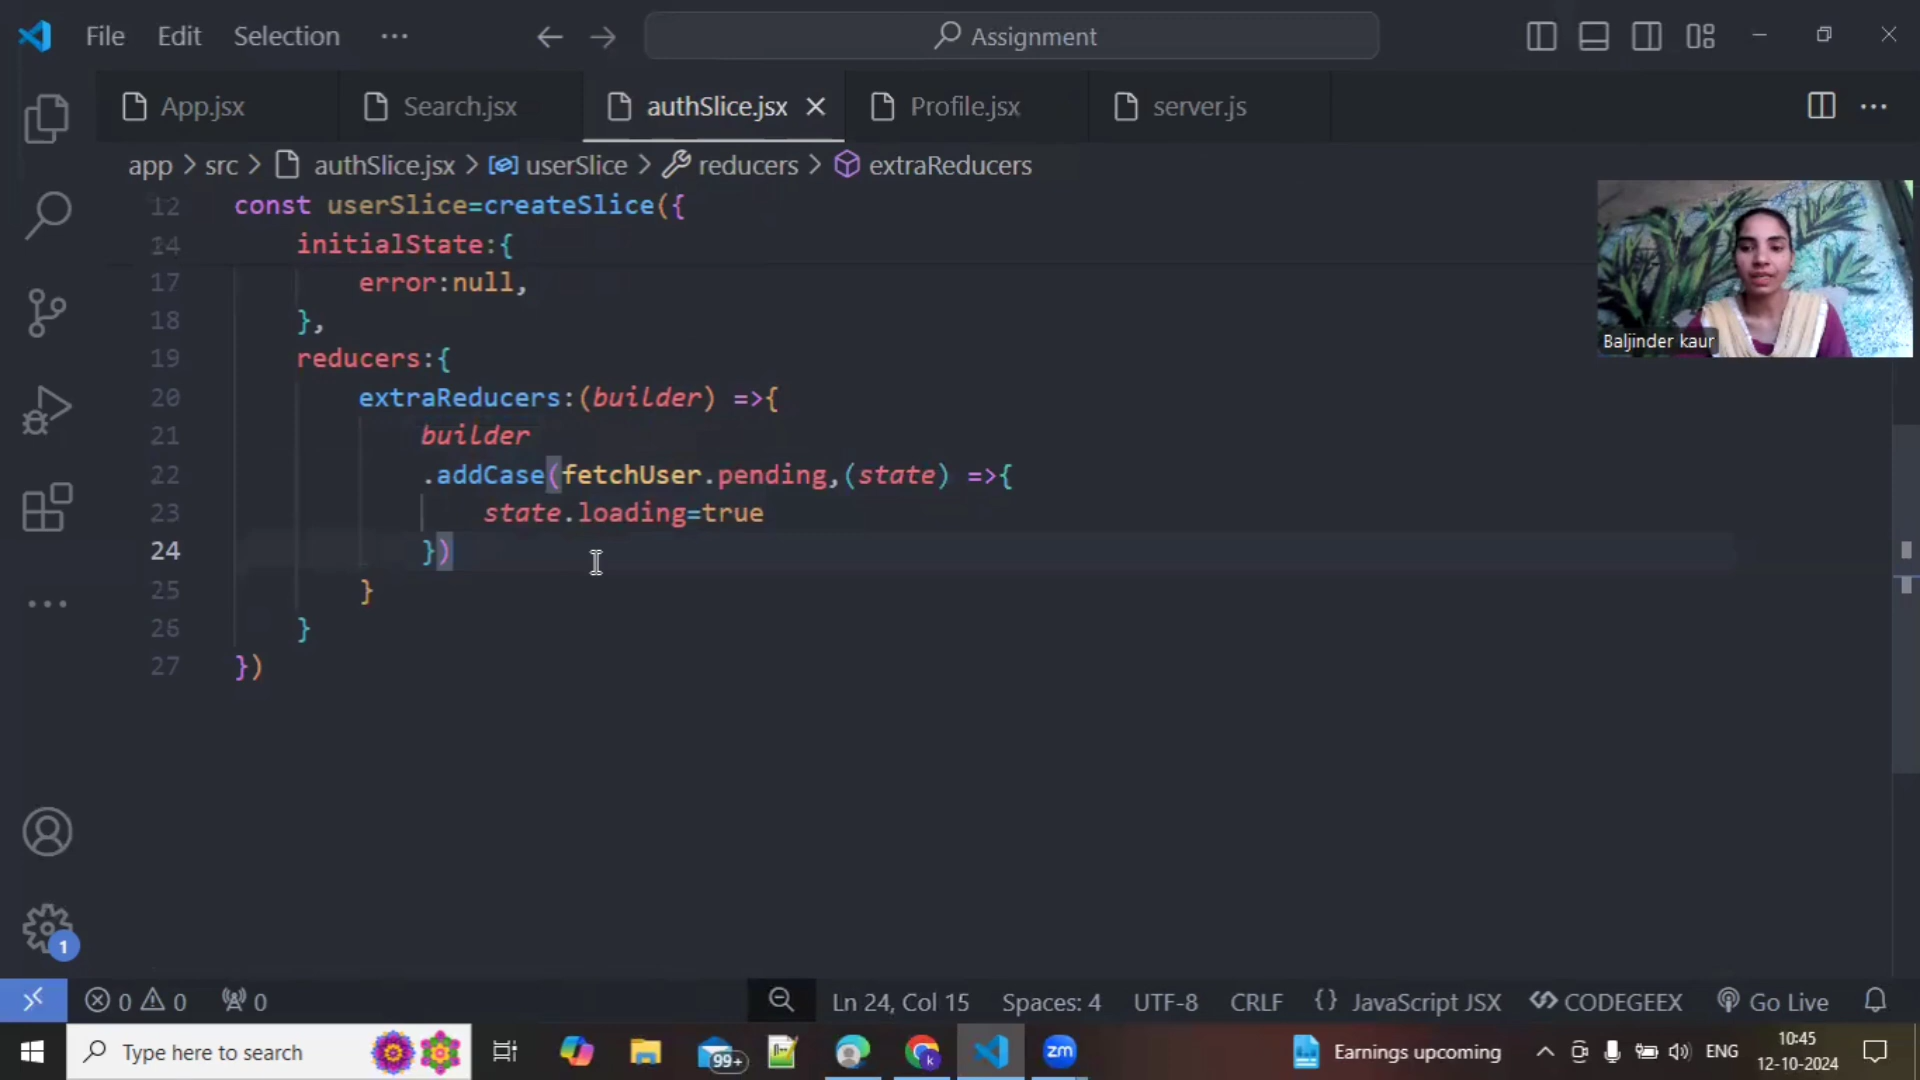 File Edit Selection ···
Assignment
App.jsx Search.jsx authSlice.jsx Profile.jsx server.js
app > src > authSlice.jsx > userSlice > reducers > extraReducers
12 const userSlice=createSlice({
14 initialState:{
17 error:null,
18 },
19 reducers:{
20 extraReducers:(builder) =>{
21 builder
22 .addCase(fetchUser.pending,(state) =>{
23 state.loading=true
24 })
25 }
26 }
27 })
Baljinder kaur
1
0 0 0 Ln 24, Col 15 Spaces: 4 UTF-8 CRLF {} JavaScript JSX CODEGEEX Go Live
Type here to search 99+ k zm Earnings upcoming ENG 10:45
12-10-2024